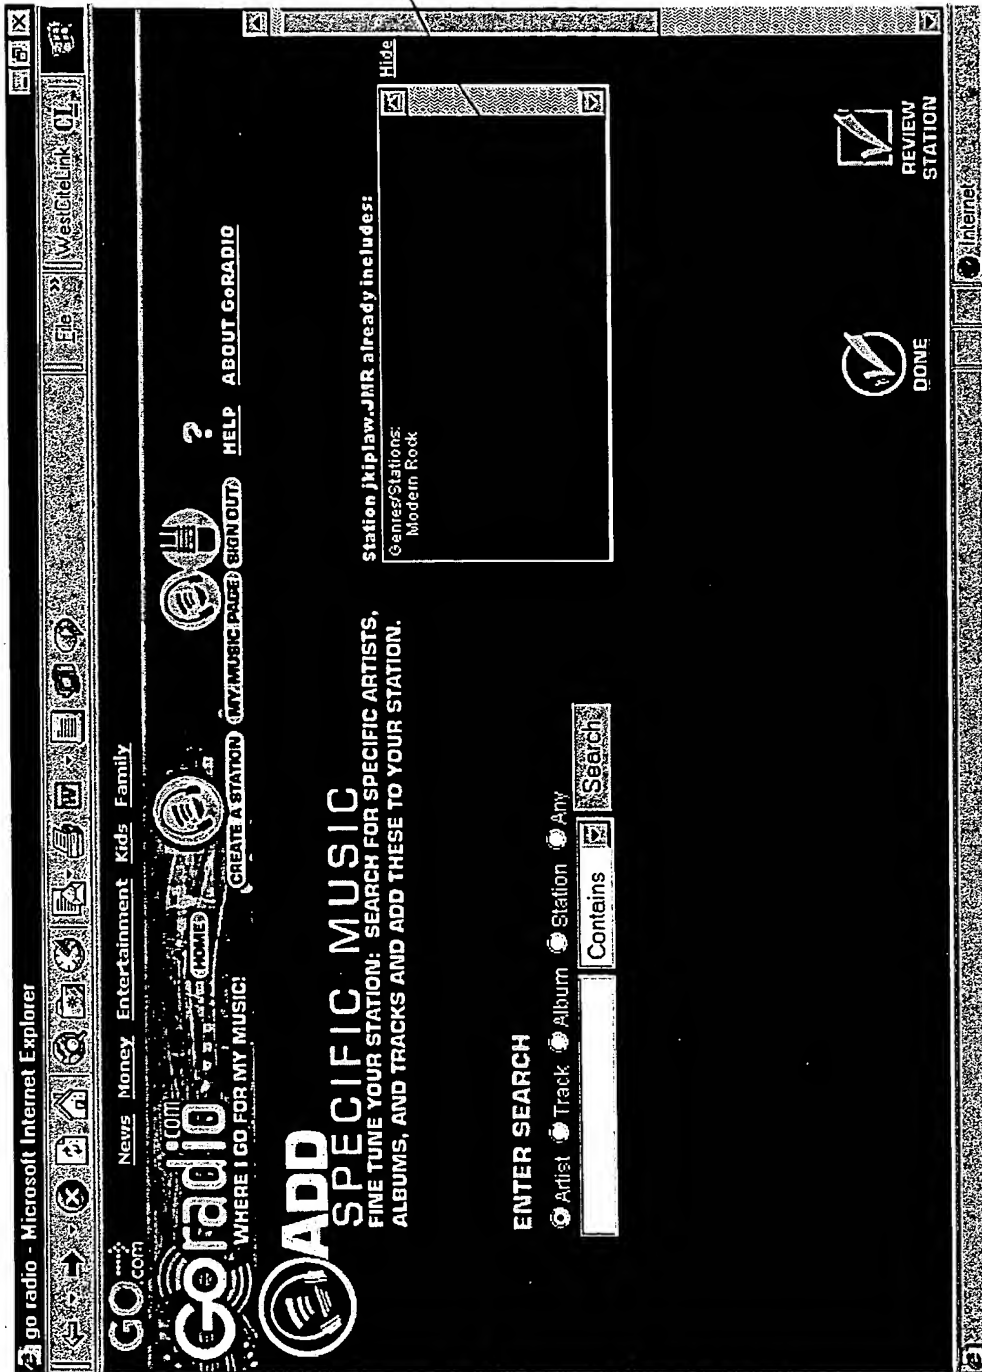 go radio - Microsoft Internet Explorer
File » WestCiteLink CL
GO.com
News Money Entertainment Kids Family
Goradio.com
HOME
WHERE I GO FOR MY MUSIC!
CREATE A STATION MY MUSIC PAGE SIGN OUT
? HELP ABOUT GoRADIO
ADD
SPECIFIC MUSIC
FINE TUNE YOUR STATION: SEARCH FOR SPECIFIC ARTISTS,
ALBUMS, AND TRACKS AND ADD THESE TO YOUR STATION.
Station jkiplaw.JMR already includes:
Hide
Genres/Stations:
Modern Rock
ENTER SEARCH
Artist Track Album Station Any
Contains Search
DONE
REVIEW
STATION
Internet